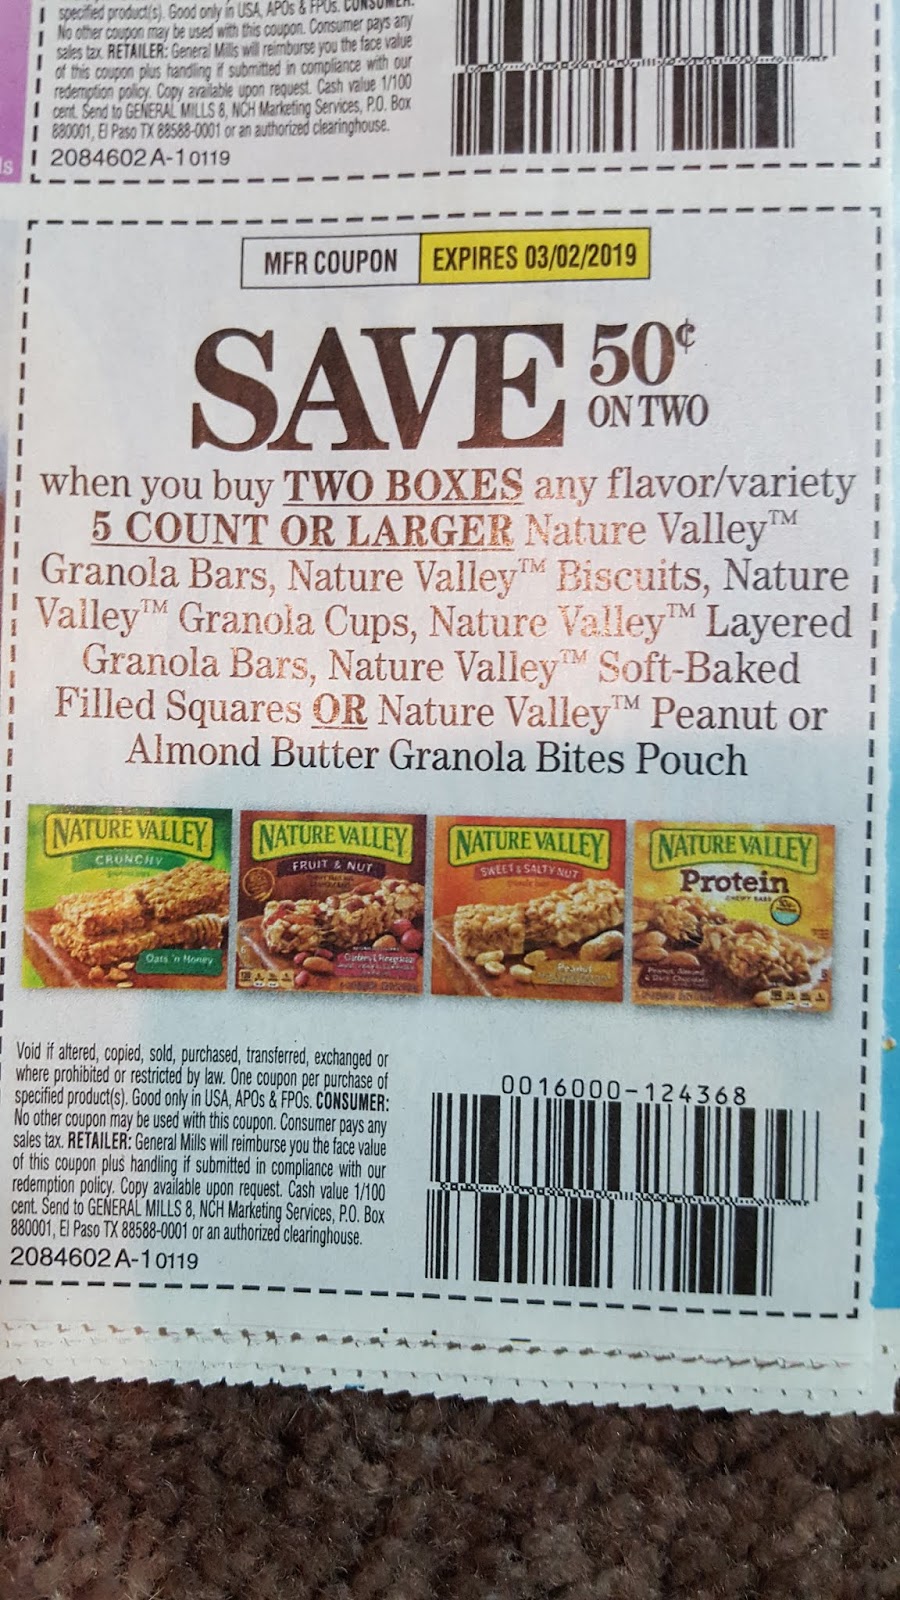 specified product(s). Good only in USA, APOs & FPOs. CONSUMER:
No other coupon may be used with this coupon. Consumer pays any
sales tax. RETAILER: General Mills will reimburse you the face value
of this coupon plus handling if submitted in compliance with our
redemption policy. Copy available upon request. Cash value 1/100
cent. Send to GENERAL MILLS 8, NCH Marketing Services, P.O. Box
880001, El Paso TX 88588-0001 or an authorized clearinghouse.
2084602 A-1 0119
MFR COUPON EXPIRES 03/02/2019
SAVE 50¢
ON TWO
when you buy TWO BOXES any flavor/variety
5 COUNT OR LARGER Nature Valley™
Granola Bars, Nature Valley™ Biscuits, Nature
Valley™ Granola Cups, Nature Valley™ Layered
Granola Bars, Nature Valley™ Soft-Baked
Filled Squares OR Nature Valley™ Peanut or
Almond Butter Granola Bites Pouch
NATURE VALLEY
CRUNCHY
Oats 'n Honey
NATURE VALLEY
FRUIT & NUT
NATURE VALLEY
SWEET & SALTY NUT
Peanut
NATURE VALLEY
Protein
CHEWY BARS
Peanut, Almond
& Dark Chocolate
Void if altered, copied, sold, purchased, transferred, exchanged or
where prohibited or restricted by law. One coupon per purchase of
specified product(s). Good only in USA, APOs & FPOs. CONSUMER:
No other coupon may be used with this coupon. Consumer pays any
sales tax. RETAILER: General Mills will reimburse you the face value
of this coupon plus handling if submitted in compliance with our
redemption policy. Copy available upon request. Cash value 1/100
cent. Send to GENERAL MILLS 8, NCH Marketing Services, P.O. Box
880001, El Paso TX 88588-0001 or an authorized clearinghouse.
2084602 A-1 0119
0016000-124368